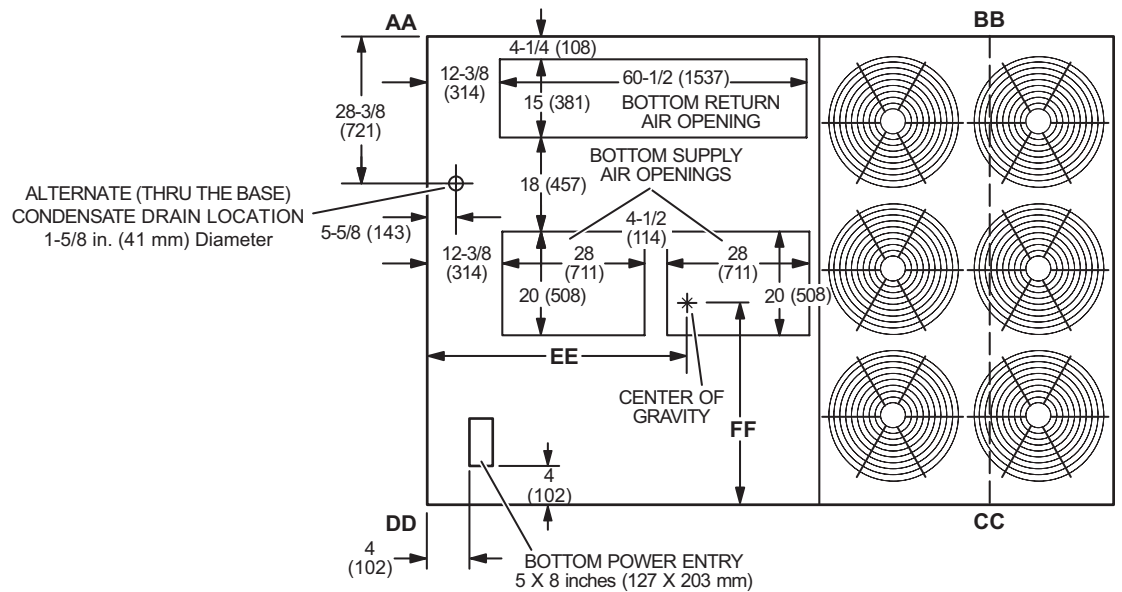 AA
BB
4-1/4 (108)
12-3/8
(314)
60-1/2 (1537)
28-3/8
(721)
15 (381)
BOTTOM RETURN
AIR OPENING
BOTTOM SUPPLY
AIR OPENINGS
18 (457)
ALTERNATE (THRU THE BASE)
CONDENSATE DRAIN LOCATION
1-5/8 in. (41 mm) Diameter
5-5/8 (143)
4-1/2
(114)
12-3/8
(314)
28
(711)
28
(711)
20 (508)
20 (508)
EE
CENTER OF
GRAVITY
FF
4
(102)
DD
CC
4
(102)
BOTTOM POWER ENTRY
5 X 8 inches (127 X 203 mm)